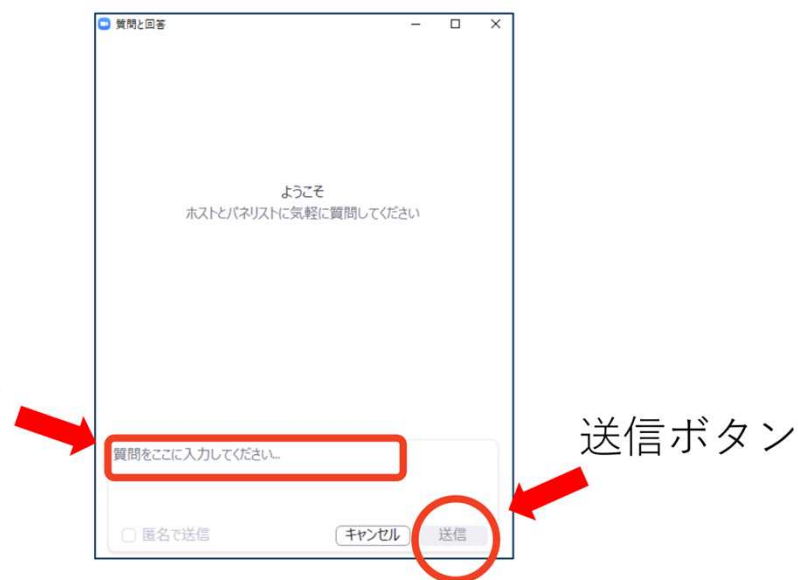 質問と回答
ようこそ
ホストとパネリストに気軽に質問してください
質問をここに入力してください...
送信ボタン
匿名で送信
キャンセル
送信